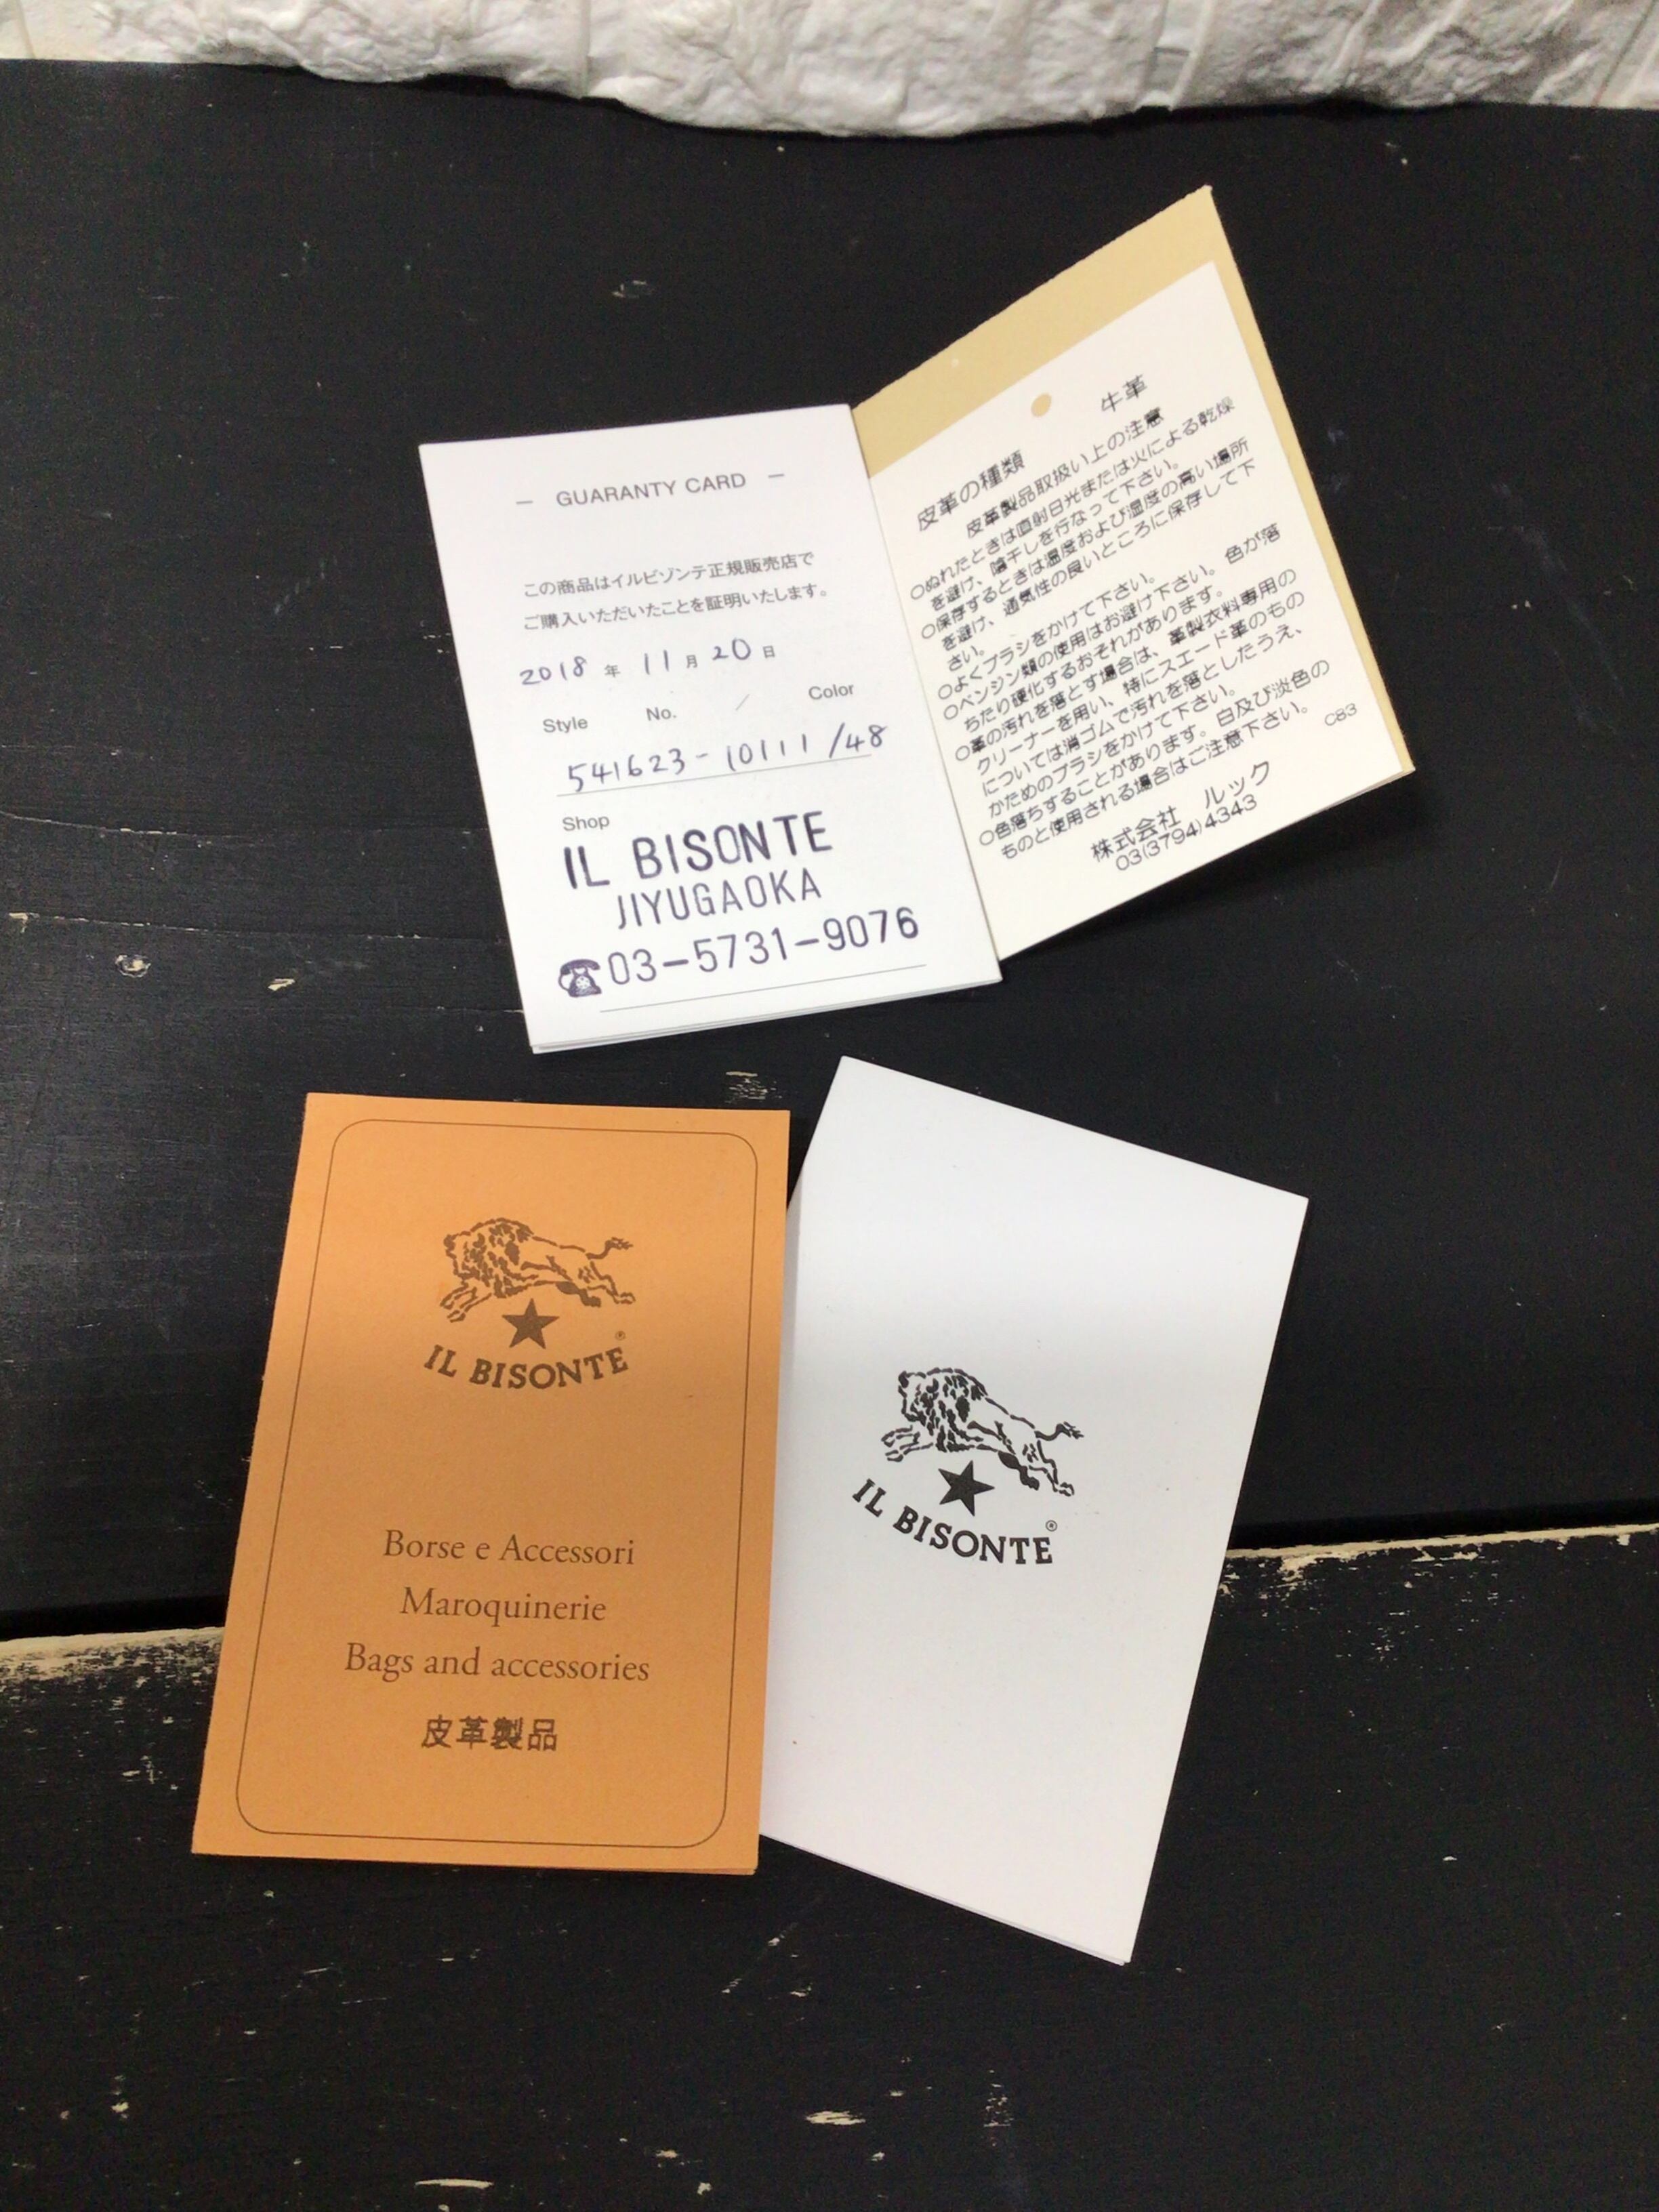 ― GUARANTY CARD ―
この商品はイルビゾンテ正規販売店で
ご購入いただいたことを証明いたします。
2018 年 11 月 20 日
Style No. ／ Color
541623-10111 /48
Shop
IL BISONTE
JIYUGAOKA
☎03-5731-9076
皮革の種類 牛革
皮革製品取扱い上の注意
○ぬれたときは直射日光または火による乾燥
を避け、陰干しを行なって下さい。
○保存するときは温度および湿度の高い場所
を避け、通気性の良いところに保存して下
さい。
○よくブラシをかけて下さい。
○ベンジン類の使用はお避け下さい。色が落
ちたり硬化するおそれがあります。
○革の汚れを落とす場合は、革製衣料専用の
クリーナーを用い、特にスエード革のもの
については消ゴムで汚れを落としたうえ、
かためのブラシをかけて下さい。
○色落ちすることがあります。白及び淡色の
ものと使用される場合はご注意下さい。
C83
株式会社 ルック
03(3794)4343
IL BISONTE®
Borse e Accessori
Maroquinerie
Bags and accessories
皮革製品
IL BISONTE®